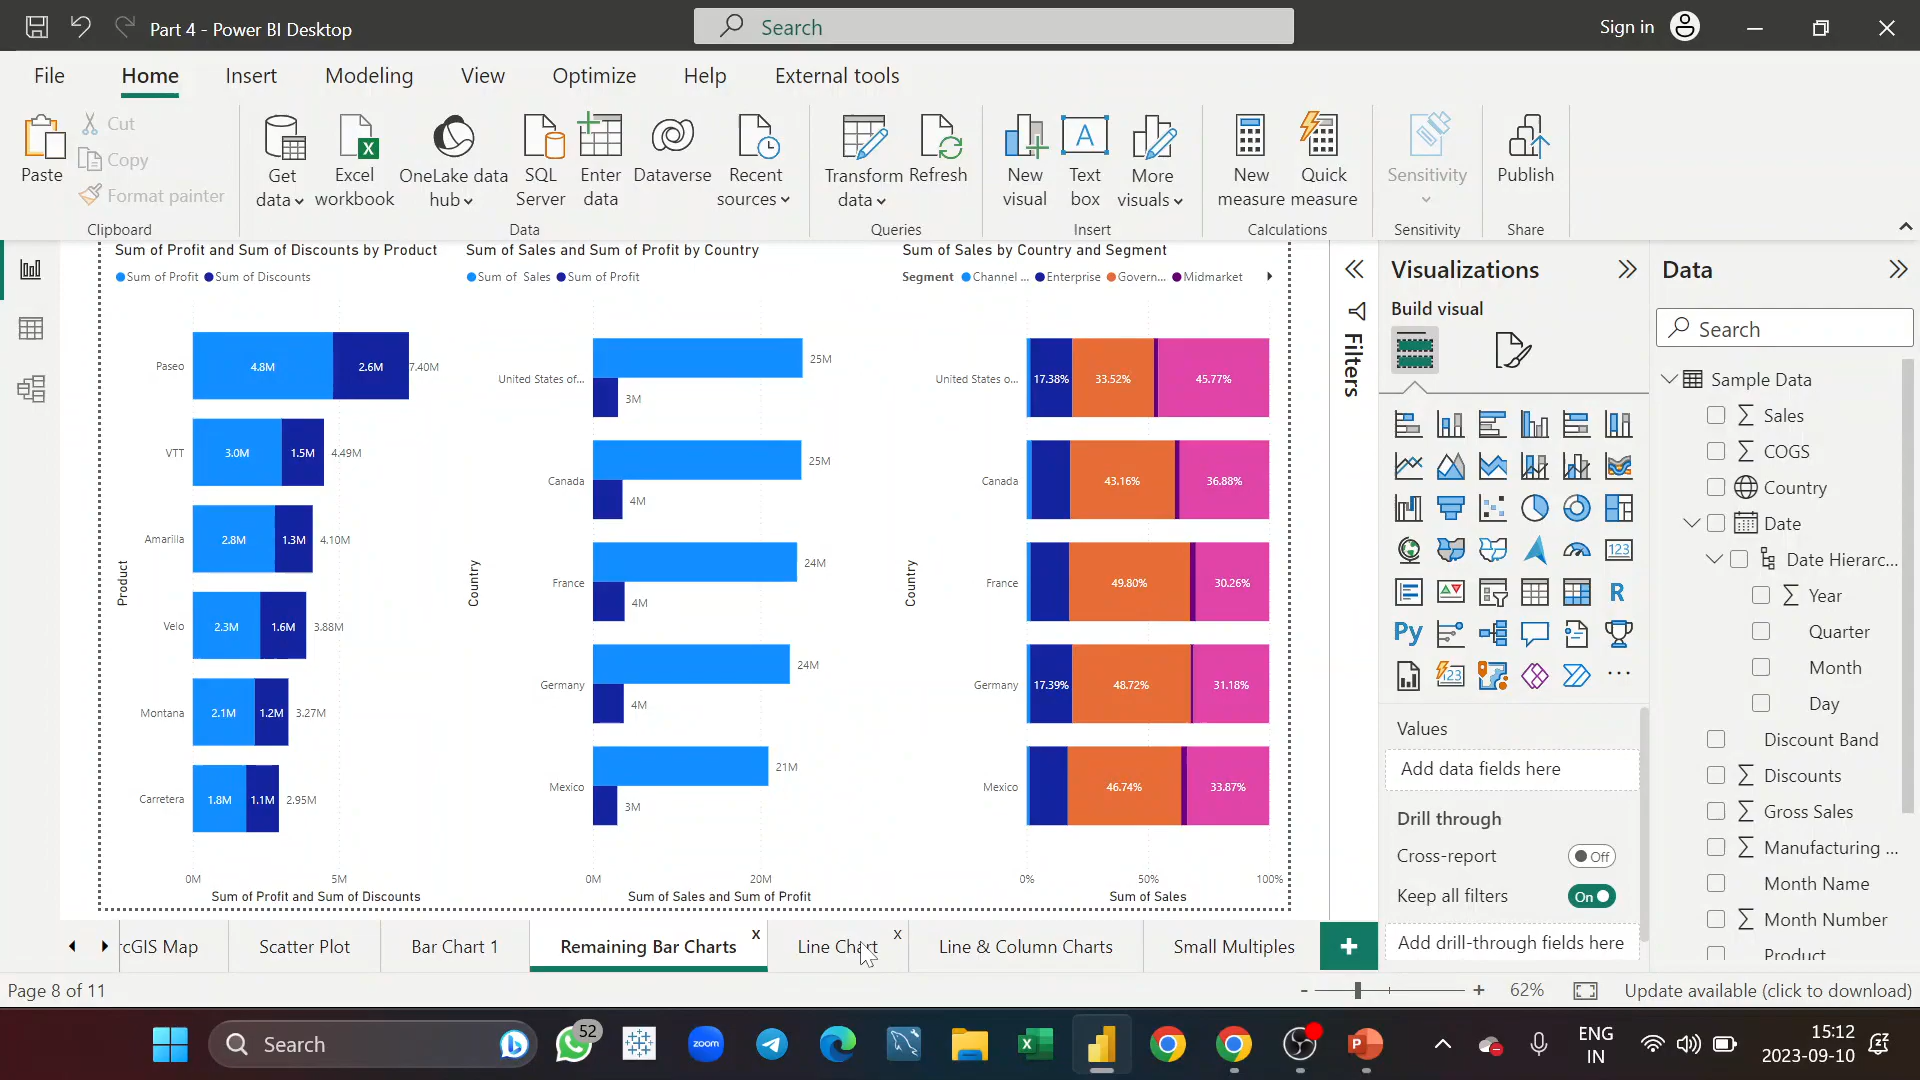 Part 4 - Power BI Desktop
Search
Sign in
File
Home
Insert
Modeling
View
Optimize
Help
External tools
Paste
Cut
Copy
Format painter
Clipboard
Get
data
Excel
workbook
OneLake data
hub
SQL
Server
Enter
data
Dataverse
Recent
sources
Data
Transform
data
Refresh
Queries
New
visual
Text
box
More
visuals
Insert
New
measure
Quick
measure
Calculations
Sensitivity
Sensitivity
Publish
Share
Sum of Profit and Sum of Discounts by Product
Sum of Profit
Sum of Discounts
Product
Paseo
4.8M
2.6M
7.40M
VTT
3.0M
1.5M
4.49M
Amarilla
2.8M
1.3M
4.10M
Velo
2.3M
1.6M
3.88M
Montana
2.1M
1.2M
3.27M
Carretera
1.8M
1.1M
2.95M
0M
5M
Sum of Profit and Sum of Discounts
Sum of Sales and Sum of Profit by Country
Sum of  Sales
Sum of Profit
Country
United States of...
25M
3M
Canada
25M
4M
France
24M
4M
Germany
24M
4M
Mexico
21M
3M
0M
20M
Sum of Sales and Sum of Profit
Sum of Sales by Country and Segment
Segment
Channel ...
Enterprise
Govern...
Midmarket
Country
United States o...
17.38%
33.52%
45.77%
Canada
43.16%
36.88%
France
49.80%
30.26%
Germany
17.39%
48.72%
31.18%
Mexico
46.74%
33.87%
0%
50%
100%
Sum of Sales
Filters
Visualizations
Build visual
123
R
Py
123
...
Values
Add data fields here
Drill through
Cross-report
Off
Keep all filters
On
Add drill-through fields here
Data
Search
Sample Data
Sales
COGS
Country
Date
Date Hierarc...
Year
Quarter
Month
Day
Discount Band
Discounts
Gross Sales
Manufacturing ...
Month Name
Month Number
Product
rcGIS Map
Scatter Plot
Bar Chart 1
Remaining Bar Charts
x
Line Chart
x
Line & Column Charts
Small Multiples
+
Page 8 of 11
-
+
62%
Update available (click to download)
Search
52
zoom
ENG
IN
15:12
2023-09-10